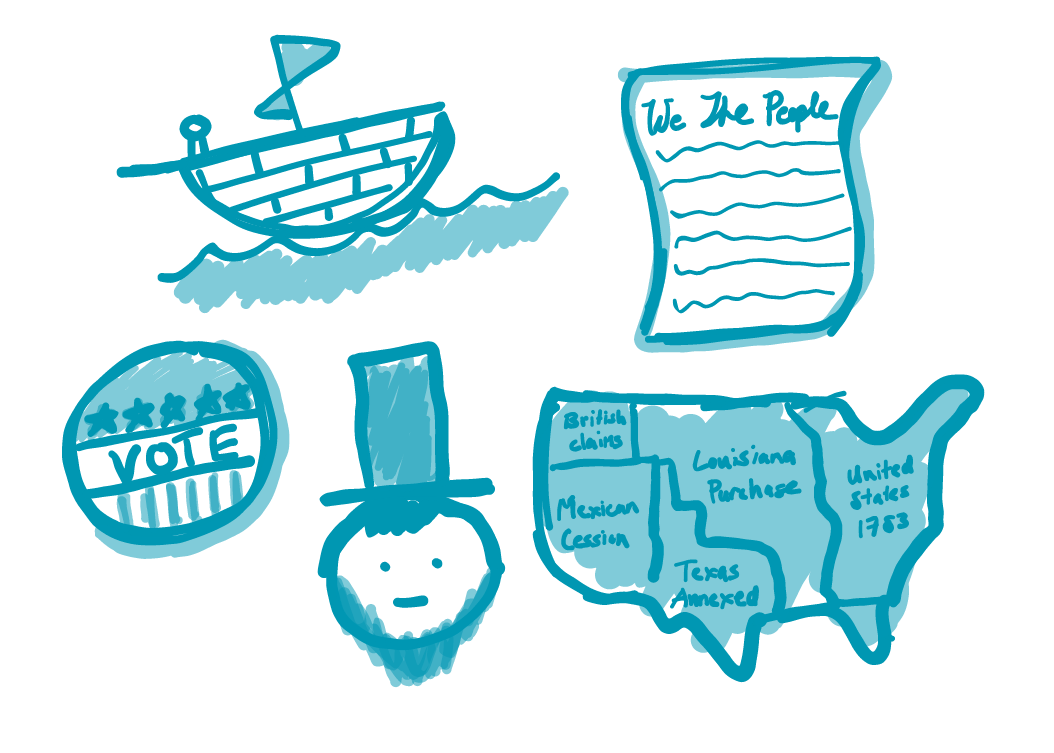 We The People
VOTE
British
claims
Mexican
Cession
Louisiana
Purchase
Texas
Annexed
United
States
1783